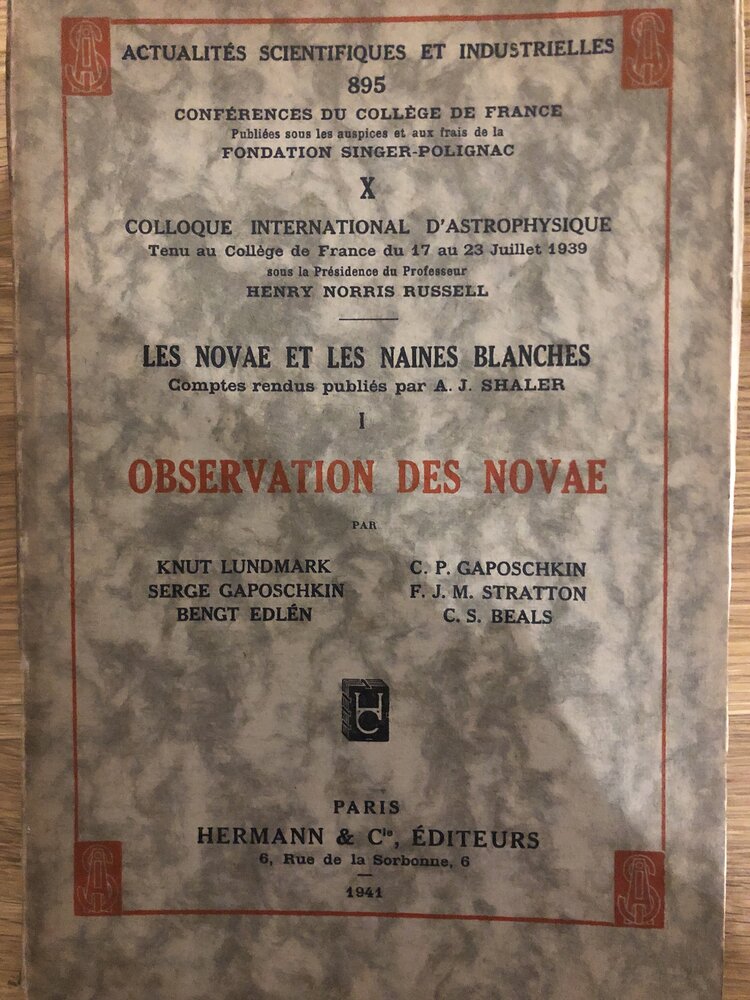 ACTUALITÉS SCIENTIFIQUES ET INDUSTRIELLES
895
CONFÉRENCES DU COLLÈGE DE FRANCE
Publiées sous les auspices et aux frais de la
FONDATION SINGER-POLIGNAC
X
COLLOQUE INTERNATIONAL D'ASTROPHYSIQUE
Tenu au Collège de France du 17 au 23 Juillet 1939
sous la Présidence du Professeur
HENRY NORRIS RUSSELL
LES NOVAE ET LES NAINES BLANCHES
Comptes rendus publiés par A. J. SHALER
I
OBSERVATION DES NOVAE
PAR
KNUT LUNDMARK
SERGE GAPOSCHKIN
BENGT EDLÉN
C. P. GAPOSCHKIN
F. J. M. STRATTON
C. S. BEALS
HC
PARIS
HERMANN & Cie, ÉDITEURS
6, Rue de la Sorbonne, 6
1941